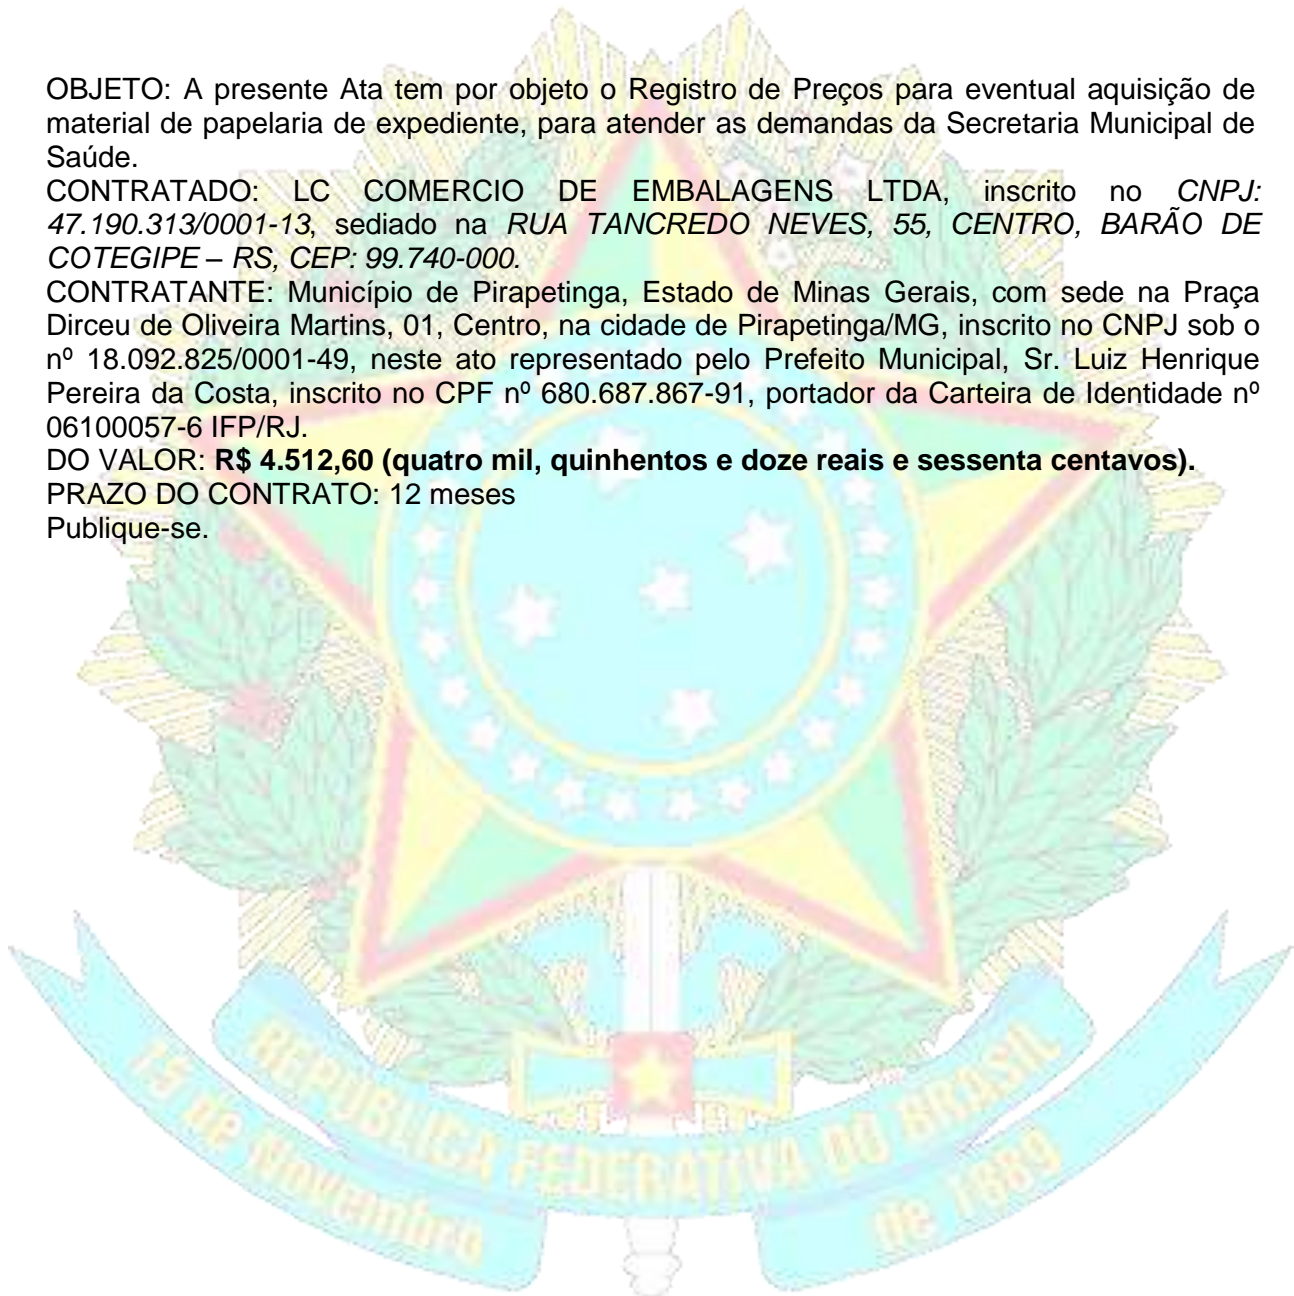 OBJETO: A presente Ata tem por objeto o Registro de Preços para eventual aquisição de
material de papelaria de expediente, para atender as demandas da Secretaria Municipal de
Saúde.
CONTRATADO: LC COMERCIO DE EMBALAGENS LTDA, inscrito no CNPJ:
47.190.313/0001-13, sediado na RUA TANCREDO NEVES, 55, CENTRO, BARÃO DE
COTEGIPE – RS, CEP: 99.740-000.
CONTRATANTE: Município de Pirapetinga, Estado de Minas Gerais, com sede na Praça
Dirceu de Oliveira Martins, 01, Centro, na cidade de Pirapetinga/MG, inscrito no CNPJ sob o
nº 18.092.825/0001-49, neste ato representado pelo Prefeito Municipal, Sr. Luiz Henrique
Pereira da Costa, inscrito no CPF nº 680.687.867-91, portador da Carteira de Identidade nº
06100057-6 IFP/RJ.
DO VALOR: R$ 4.512,60 (quatro mil, quinhentos e doze reais e sessenta centavos).
PRAZO DO CONTRATO: 12 meses
Publique-se.
REPÚBLICA FEDERATIVA DO BRASIL
15 de Novembro de 1889